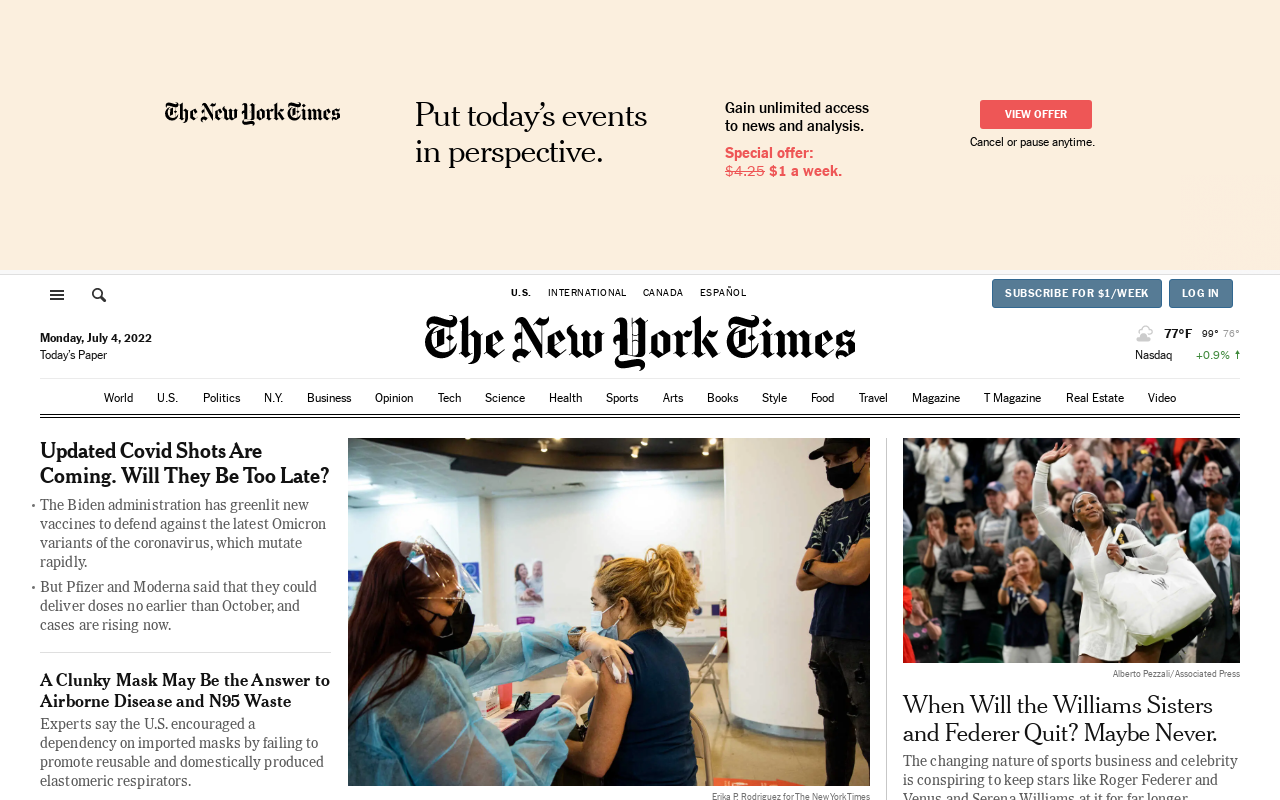 The New York Times
Put today's events
in perspective.
Gain unlimited access
to news and analysis.
Special offer:
$4.25 $1 a week.
VIEW OFFER
Cancel or pause anytime.
U.S. INTERNATIONAL CANADA ESPAÑOL
SUBSCRIBE FOR $1/WEEK LOG IN
Monday, July 4, 2022
Today's Paper
The New York Times
77°F 99° 76°
Nasdaq +0.9% ↑
World U.S. Politics N.Y. Business Opinion Tech Science Health Sports Arts Books Style Food Travel Magazine T Magazine Real Estate Video
Updated Covid Shots Are
Coming. Will They Be Too Late?
• The Biden administration has greenlit new
vaccines to defend against the latest Omicron
variants of the coronavirus, which mutate
rapidly.
• But Pfizer and Moderna said that they could
deliver doses no earlier than October, and
cases are rising now.
A Clunky Mask May Be the Answer to
Airborne Disease and N95 Waste
Experts say the U.S. encouraged a
dependency on imported masks by failing to
promote reusable and domestically produced
elastomeric respirators.
Erika P. Rodriguez for The New York Times
Alberto Pezzali/Associated Press
When Will the Williams Sisters
and Federer Quit? Maybe Never.
The changing nature of sports business and celebrity
is conspiring to keep stars like Roger Federer and
Venus and Serena Williams at it for far longer